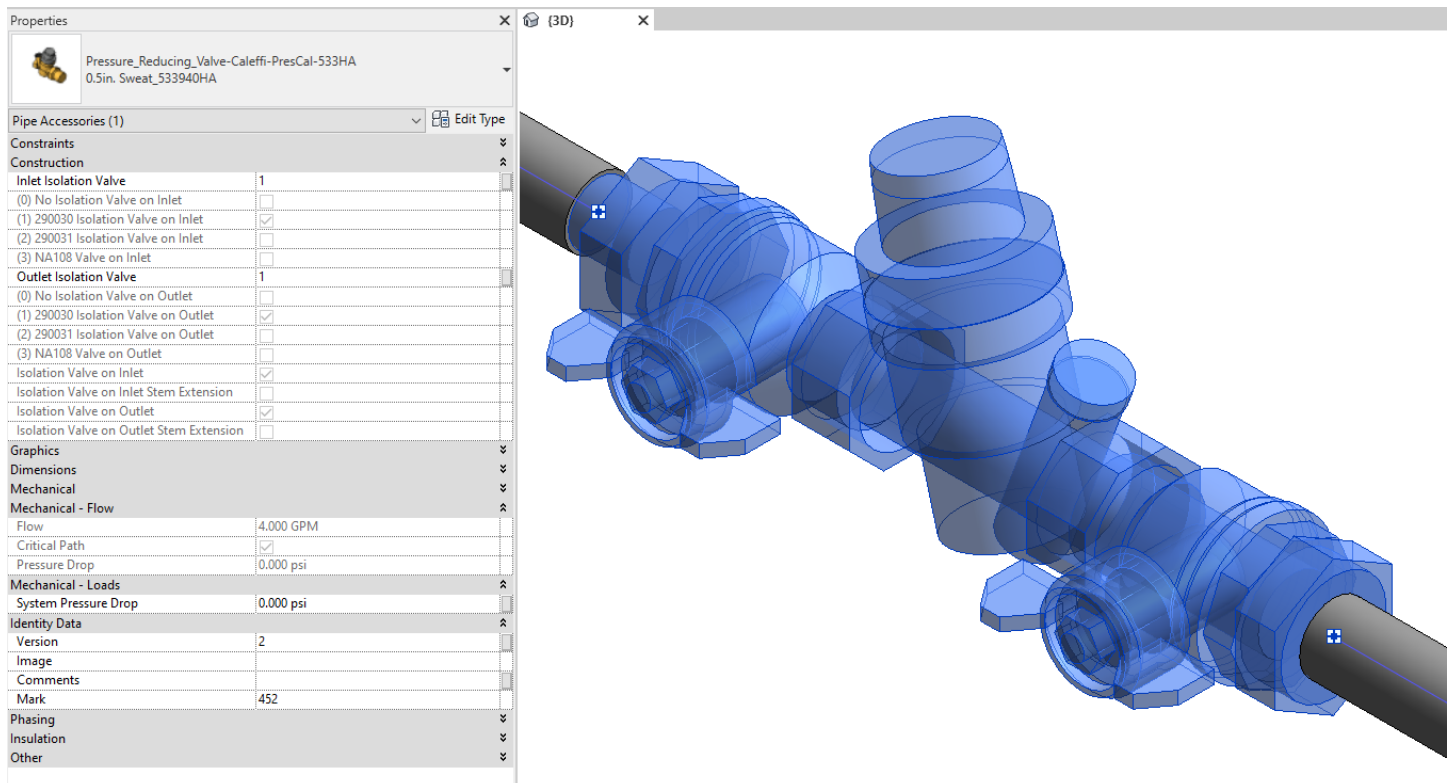 Properties
{3D}
Pressure_Reducing_Valve-Caleffi-PresCal-533HA
0.5in. Sweat_533940HA
Pipe Accessories (1)
Edit Type
Constraints
Construction
Inlet Isolation Valve 1
(0) No Isolation Valve on Inlet
(1) 290030 Isolation Valve on Inlet
(2) 290031 Isolation Valve on Inlet
(3) NA108 Valve on Inlet
Outlet Isolation Valve 1
(0) No Isolation Valve on Outlet
(1) 290030 Isolation Valve on Outlet
(2) 290031 Isolation Valve on Outlet
(3) NA108 Valve on Outlet
Isolation Valve on Inlet
Isolation Valve on Inlet Stem Extension
Isolation Valve on Outlet
Isolation Valve on Outlet Stem Extension
Graphics
Dimensions
Mechanical
Mechanical - Flow
Flow 4.000 GPM
Critical Path
Pressure Drop 0.000 psi
Mechanical - Loads
System Pressure Drop 0.000 psi
Identity Data
Version 2
Image
Comments
Mark 452
Phasing
Insulation
Other